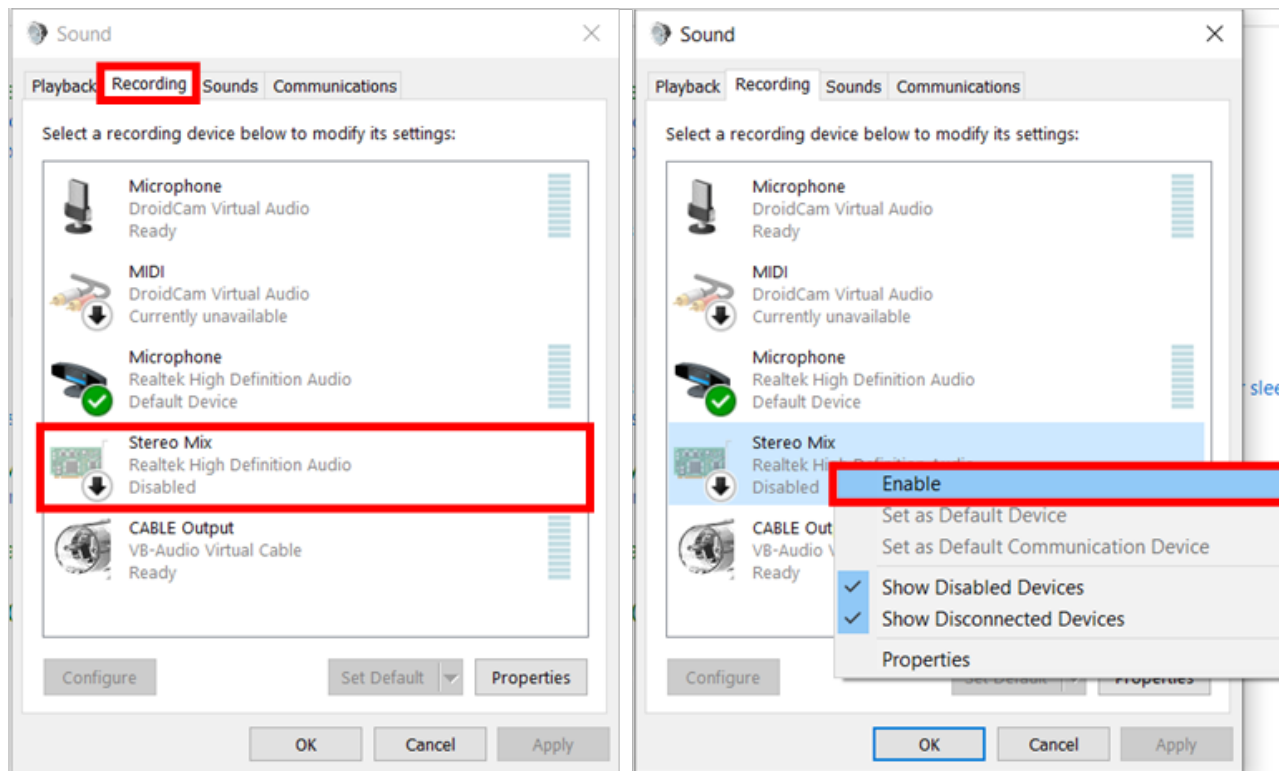 Sound
Playback Recording Sounds Communications
Select a recording device below to modify its settings:
Microphone
DroidCam Virtual Audio
Ready
MIDI
DroidCam Virtual Audio
Currently unavailable
Microphone
Realtek High Definition Audio
Default Device
Stereo Mix
Realtek High Definition Audio
Disabled
CABLE Output
VB-Audio Virtual Cable
Ready
Configure Set Default Properties
OK Cancel Apply
Sound
Playback Recording Sounds Communications
Select a recording device below to modify its settings:
Microphone
DroidCam Virtual Audio
Ready
MIDI
DroidCam Virtual Audio
Currently unavailable
Microphone
Realtek High Definition Audio
Default Device
Stereo Mix
Realtek
Disabled
CABLE Out
VB-Audio
Ready
Enable
Set as Default Device
Set as Default Communication Device
Show Disabled Devices
Show Disconnected Devices
Properties
Configure
OK Cancel Apply